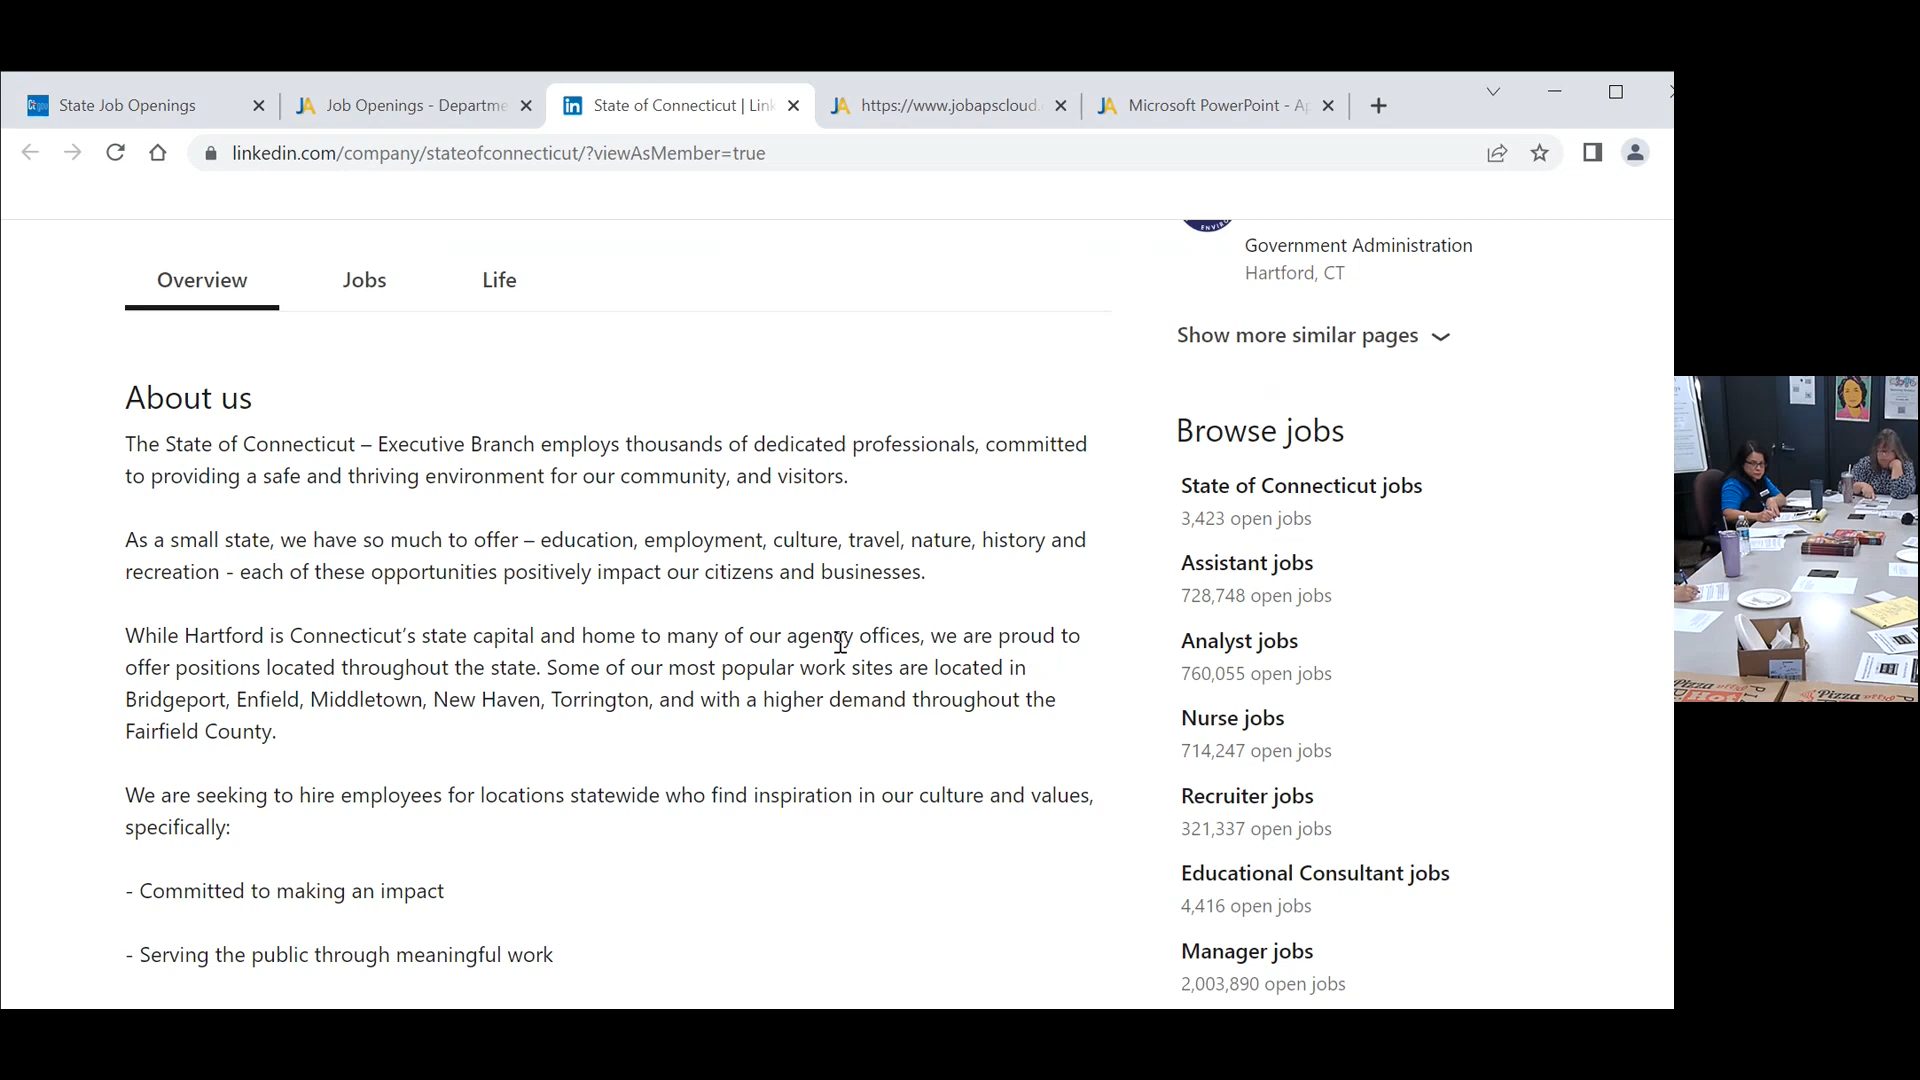 State Job Openings
Job Openings - Departme
State of Connecticut | Link
https://www.jobapscloud.
Microsoft PowerPoint - Ap
linkedin.com/company/stateofconnecticut/?viewAsMember=true
Overview
Jobs
Life
About us
The State of Connecticut – Executive Branch employs thousands of dedicated professionals, committed
to providing a safe and thriving environment for our community, and visitors.
As a small state, we have so much to offer – education, employment, culture, travel, nature, history and
recreation - each of these opportunities positively impact our citizens and businesses.
While Hartford is Connecticut's state capital and home to many of our agency offices, we are proud to
offer positions located throughout the state. Some of our most popular work sites are located in
Bridgeport, Enfield, Middletown, New Haven, Torrington, and with a higher demand throughout the
Fairfield County.
We are seeking to hire employees for locations statewide who find inspiration in our culture and values,
specifically:
- Committed to making an impact
- Serving the public through meaningful work
ENVIR
Government Administration
Hartford, CT
Show more similar pages
Browse jobs
State of Connecticut jobs
3,423 open jobs
Assistant jobs
728,748 open jobs
Analyst jobs
760,055 open jobs
Nurse jobs
714,247 open jobs
Recruiter jobs
321,337 open jobs
Educational Consultant jobs
4,416 open jobs
Manager jobs
2,003,890 open jobs
Pizza
Hot
Pizza